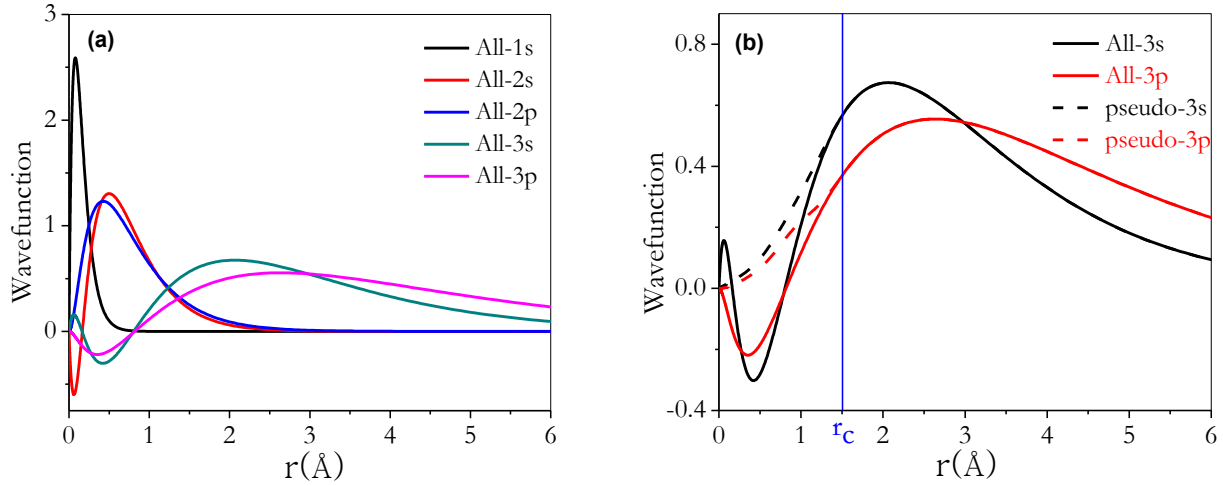 (a)
All-1s
All-2s
All-2p
All-3s
All-3p
3
2
1
0
Wavefunction
0 1 2 3 4 5 6
r(Å)
(b)
All-3s
All-3p
pseudo-3s
pseudo-3p
0.8
0.4
0.0
-0.4
Wavefunction
0 1 rc 2 3 4 5 6
r(Å)